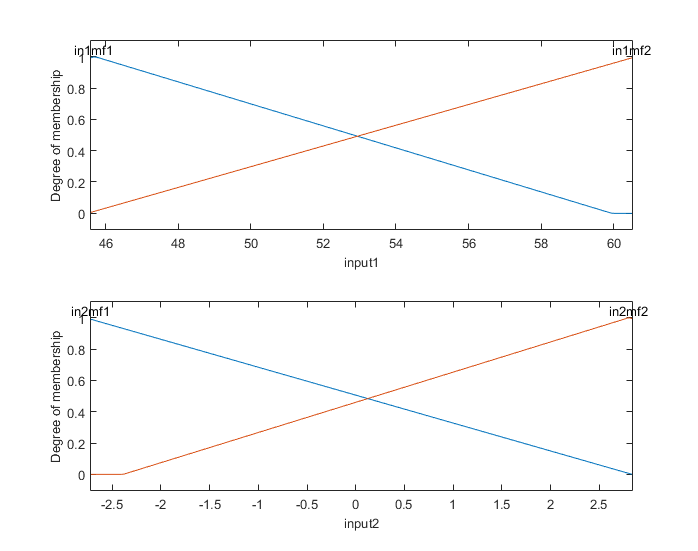 in1mf1 in1mf2
1
0.8
0.6
0.4
0.2
0
Degree of membership
46 48 50 52 54 56 58 60
input1
in2mf1 in2mf2
1
0.8
0.6
0.4
0.2
0
Degree of membership
-2.5 -2 -1.5 -1 -0.5 0 0.5 1 1.5 2 2.5
input2